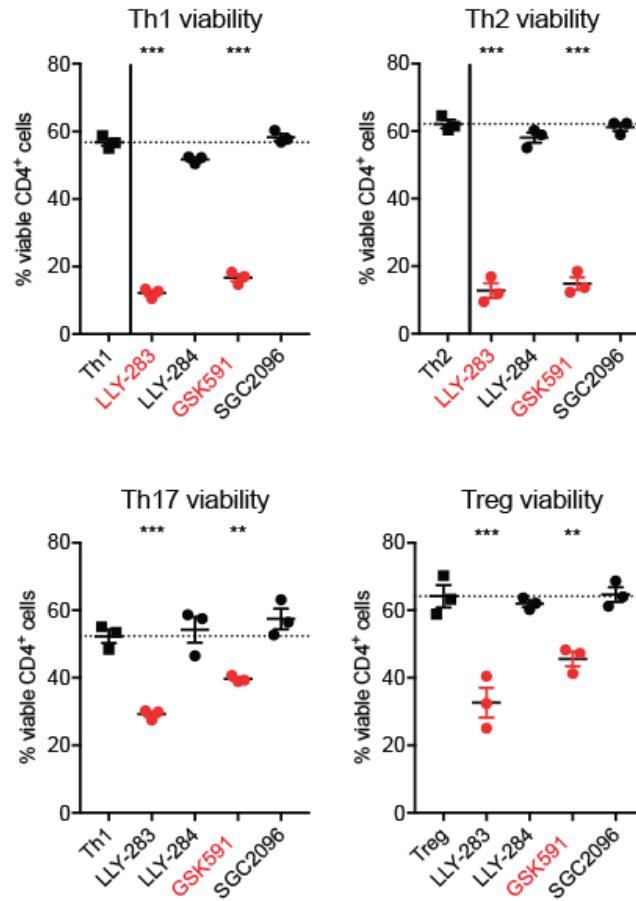 Th1 viability
*** ***
% viable CD4⁺ cells
80
60
40
20
0
Th1
LLY-283
LLY-284
GSK591
SGC2096
Th2 viability
*** ***
% viable CD4⁺ cells
80
60
40
20
0
Th2
LLY-283
LLY-284
GSK591
SGC2096
Th17 viability
*** **
% viable CD4⁺ cells
80
60
40
20
0
Th1
LLY-283
LLY-284
GSK591
SGC2096
Treg viability
*** **
% viable CD4⁺ cells
80
60
40
20
0
Treg
LLY-283
LLY-284
GSK591
SGC2096